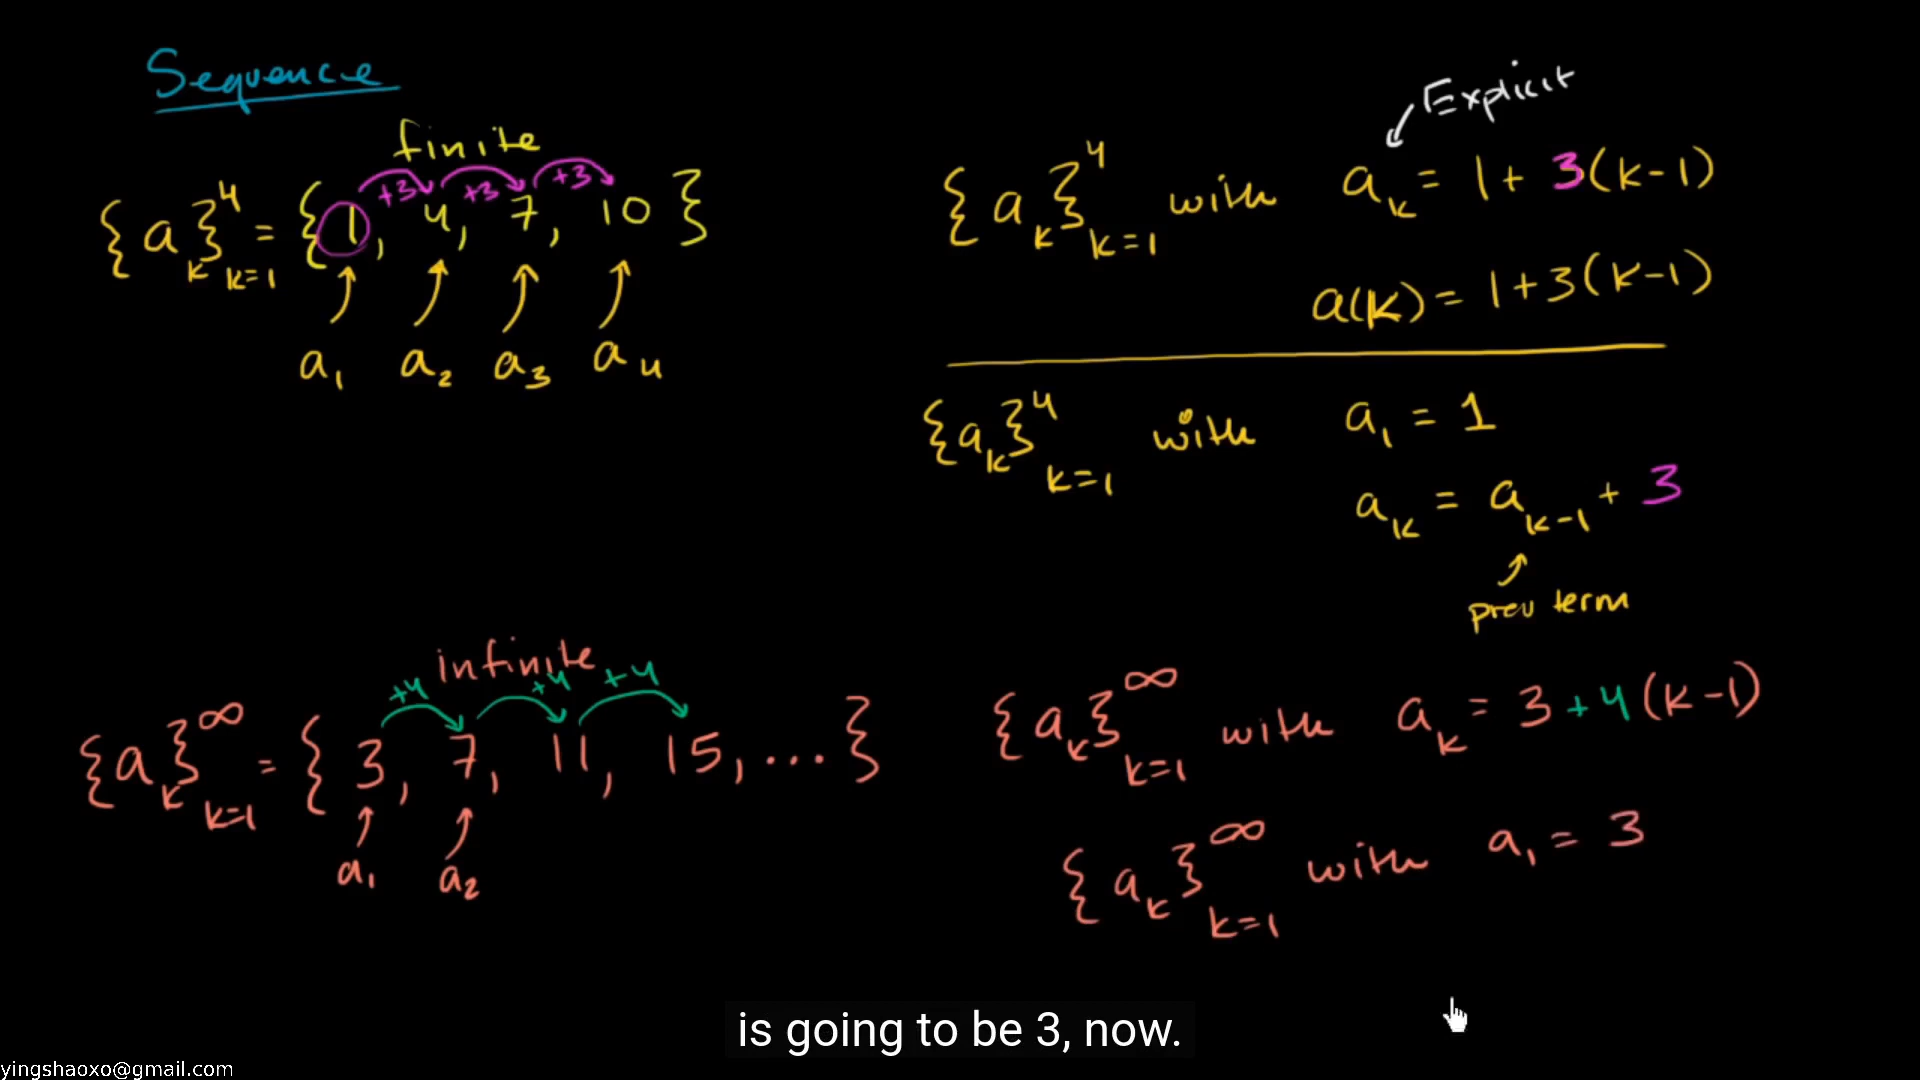 Sequence
finite
+3 +3 +3
{a_k}^4_{k=1} = {1, 4, 7, 10}
a_1 a_2 a_3 a_4
Explicit
{a_k}^4_{k=1} with a_k = 1+3(k-1)
a(k) = 1+3(k-1)
{a_k}^4_{k=1} with a_1 = 1
a_k = a_{k-1} + 3
prev term
infinite
+4 +4 +4
{a_k}^∞_{k=1} = {3, 7, 11, 15, ...}
a_1 a_2
{a_k}^∞_{k=1} with a_k = 3+4(k-1)
{a_k}^∞_{k=1} with a_1 = 3
is going to be 3, now.
yingshaoxo@gmail.com